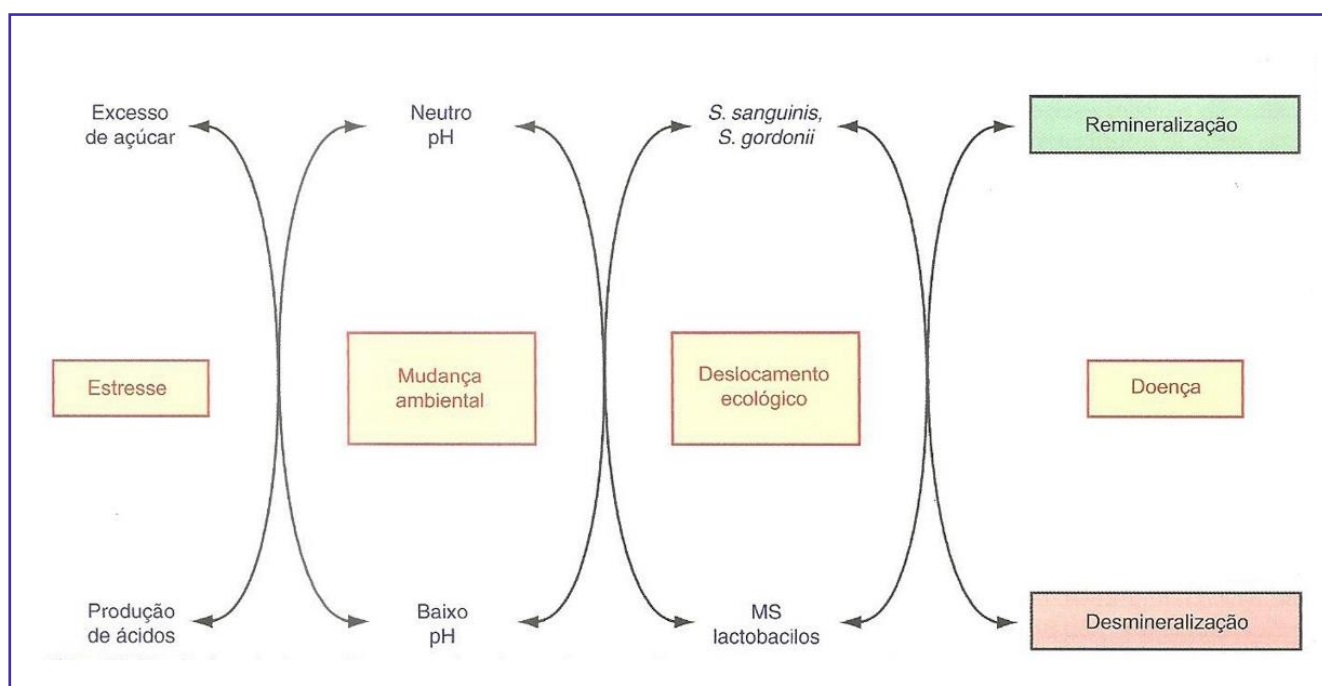 Excesso
de açúcar
Neutro
pH
S. sanguinis,
S. gordonii
Remineralização
Estresse
Mudança
ambiental
Deslocamento
ecológico
Doença
Produção
de ácidos
Baixo
pH
MS
lactobacilos
Desmineralização